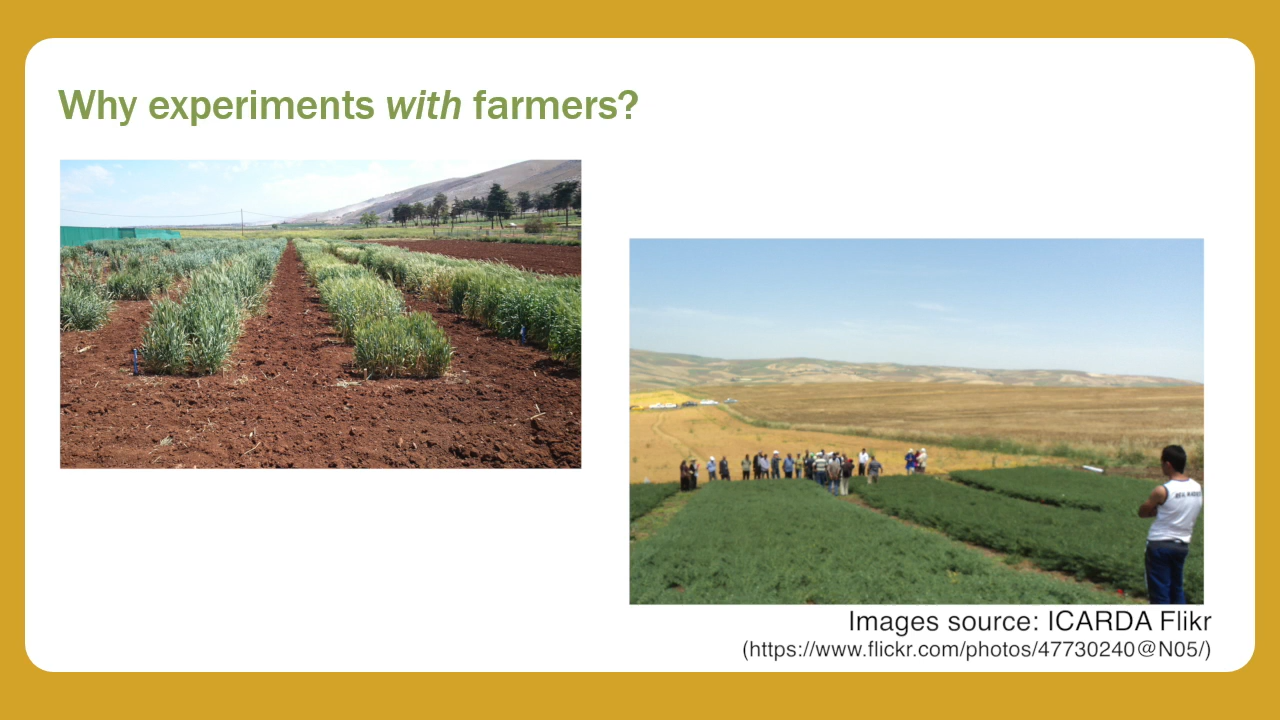 Why experiments with farmers?
Images source: ICARDA Flikr
(https://www.flickr.com/photos/47730240@N05/)